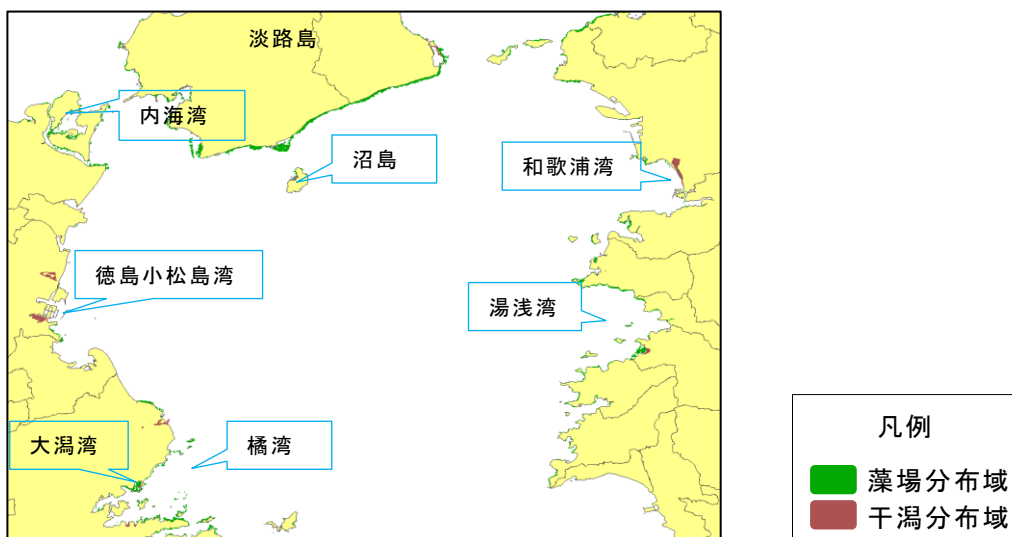 淡路島
内海湾
沼島
和歌浦湾
徳島小松島湾
湯浅湾
大潟湾
橘湾
凡例
藻場分布域
干潟分布域